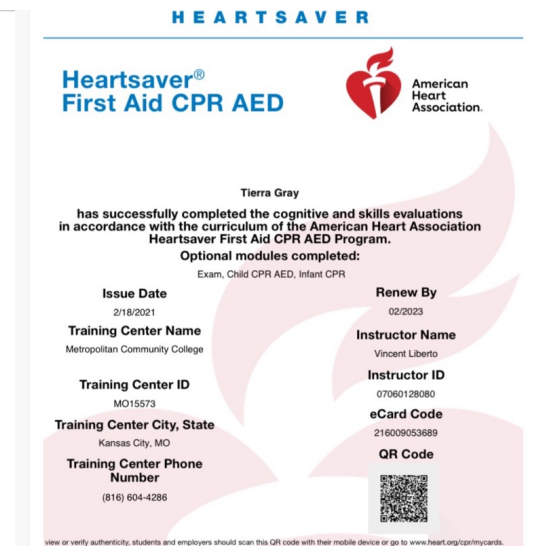 HEARTSAVER
Heartsaver®
First Aid CPR AED
American
Heart
Association.
Tierra Gray
has successfully completed the cognitive and skills evaluations
in accordance with the curriculum of the American Heart Association
Heartsaver First Aid CPR AED Program.
Optional modules completed:
Exam, Child CPR AED, Infant CPR
Issue Date
2/18/2021
Training Center Name
Metropolitan Community College
Training Center ID
MO15573
Training Center City, State
Kansas City, MO
Training Center Phone
Number
(816) 604-4286
Renew By
02/2023
Instructor Name
Vincent Liberto
Instructor ID
07060128080
eCard Code
216009053689
QR Code
view or verify authenticity, students and employers should scan this QR code with their mobile device or go to www.heart.org/cpr/mycards.